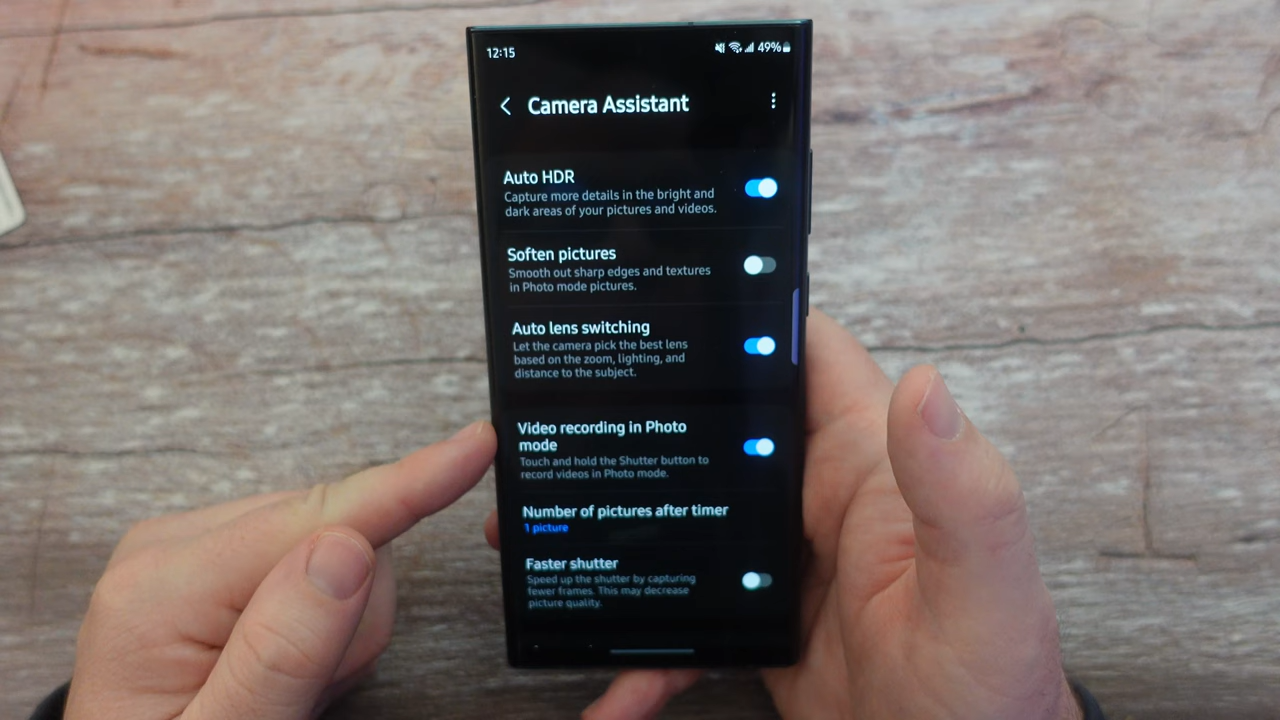 12:15 49%
Camera Assistant
Auto HDR
Capture more details in the bright and
dark areas of your pictures and videos.
Soften pictures
Smooth out sharp edges and textures
in Photo mode pictures.
Auto lens switching
Let the camera pick the best lens
based on the zoom, lighting, and
distance to the subject.
Video recording in Photo
mode
Touch and hold the Shutter button to
record videos in Photo mode.
Number of pictures after timer
1 picture
Faster shutter
Speed up the shutter by capturing
fewer frames. This may decrease
picture quality.